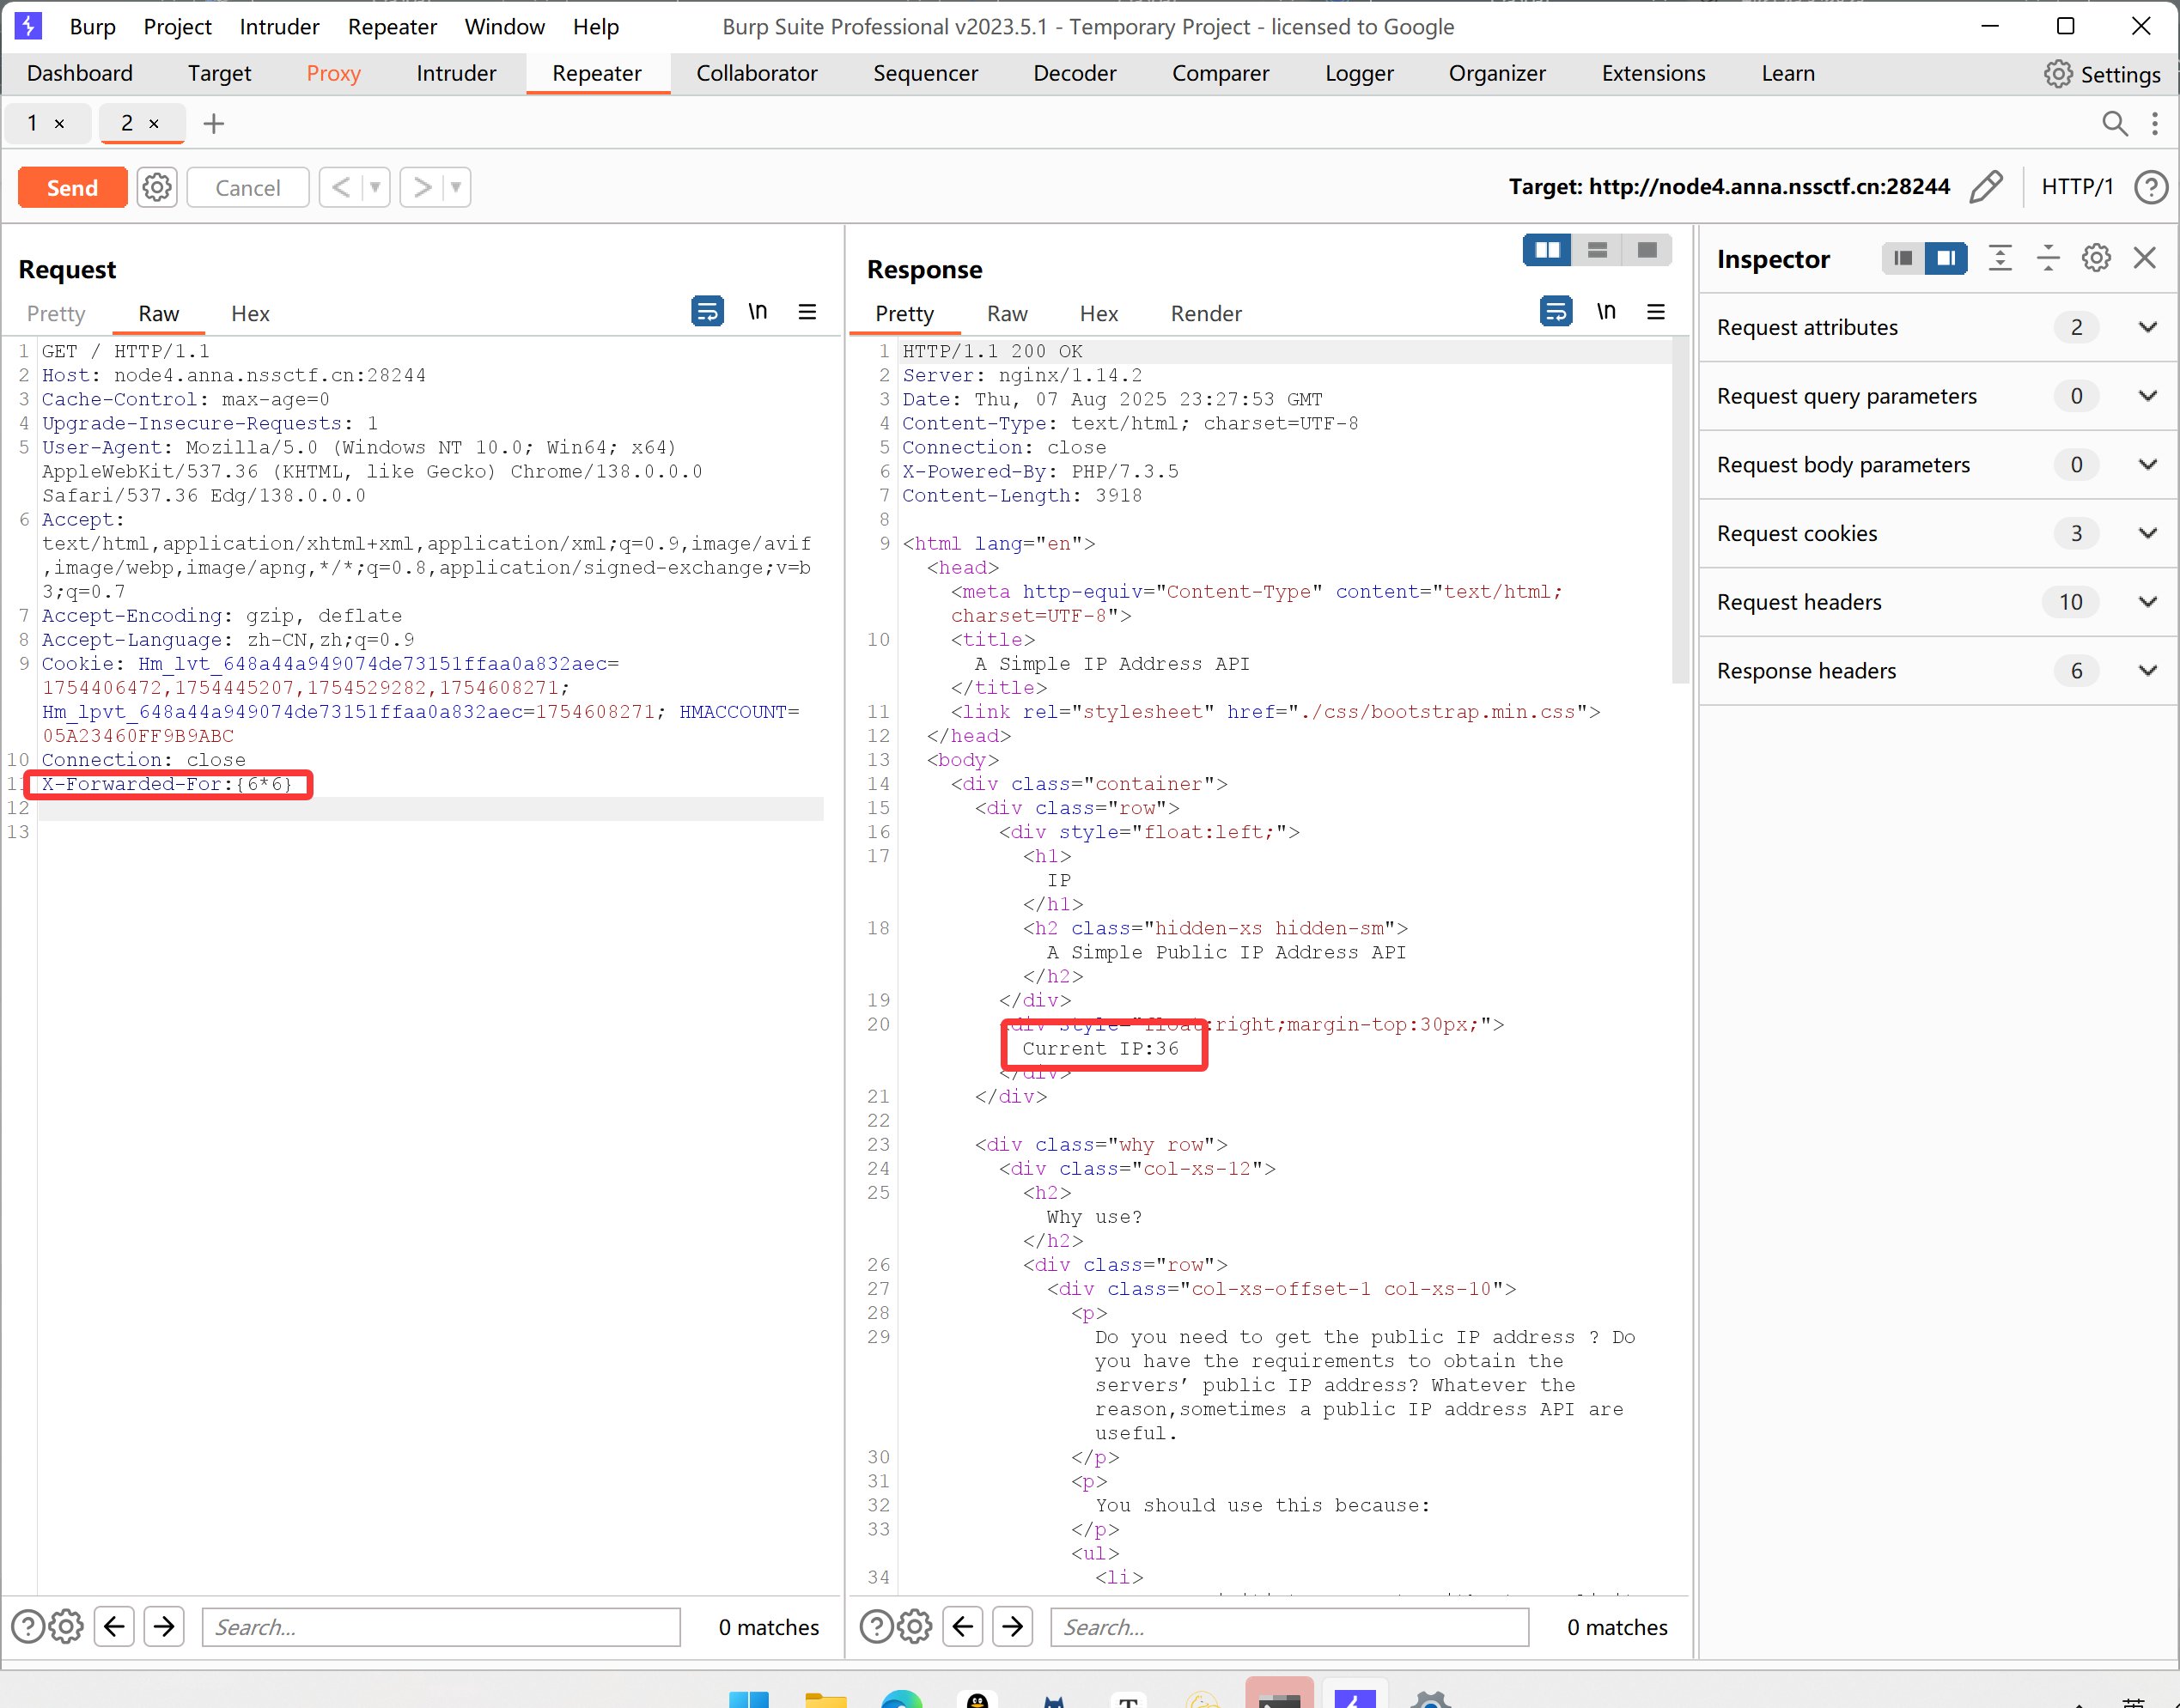 Burp Project Intruder Repeater Window Help Burp Suite Professional v2023.5.1 - Temporary Project - licensed to Google
Dashboard Target Proxy Intruder Repeater Collaborator Sequencer Decoder Comparer Logger Organizer Extensions Learn Settings
1 × 2 × +
Send Cancel < > Target: http://node4.anna.nssctf.cn:28244 HTTP/1 ?
Request
Pretty Raw Hex \n
1 GET / HTTP/1.1
2 Host: node4.anna.nssctf.cn:28244
3 Cache-Control: max-age=0
4 Upgrade-Insecure-Requests: 1
5 User-Agent: Mozilla/5.0 (Windows NT 10.0; Win64; x64)
AppleWebKit/537.36 (KHTML, like Gecko) Chrome/138.0.0.0
Safari/537.36 Edg/138.0.0.0
6 Accept:
text/html,application/xhtml+xml,application/xml;q=0.9,image/avif
,image/webp,image/apng,*/*;q=0.8,application/signed-exchange;v=b
3;q=0.7
7 Accept-Encoding: gzip, deflate
8 Accept-Language: zh-CN,zh;q=0.9
9 Cookie: Hm_lvt_648a44a949074de73151ffaa0a832aec=
1754406472,1754445207,1754529282,1754608271;
Hm_lpvt_648a44a949074de73151ffaa0a832aec=1754608271; HMACCOUNT=
05A23460FF9B9ABC
10 Connection: close
11 X-Forwarded-For:{6*6}
12
13
? Search... 0 matches
Response
Pretty Raw Hex Render \n
1 HTTP/1.1 200 OK
2 Server: nginx/1.14.2
3 Date: Thu, 07 Aug 2025 23:27:53 GMT
4 Content-Type: text/html; charset=UTF-8
5 Connection: close
6 X-Powered-By: PHP/7.3.5
7 Content-Length: 3918
8
9 <html lang="en">
<head>
<meta http-equiv="Content-Type" content="text/html;
charset=UTF-8">
10 <title>
A Simple IP Address API
</title>
11 <link rel="stylesheet" href="./css/bootstrap.min.css">
12 </head>
13 <body>
14 <div class="container">
15 <div class="row">
16 <div style="float:left;">
17 <h1>
IP
</h1>
18 <h2 class="hidden-xs hidden-sm">
A Simple Public IP Address API
</h2>
19 </div>
20 <div style="float:right;margin-top:30px;">
Current IP:36
</div>
21 </div>
22
23 <div class="why row">
24 <div class="col-xs-12">
25 <h2>
Why use?
</h2>
26 <div class="row">
27 <div class="col-xs-offset-1 col-xs-10">
28 <p>
29 Do you need to get the public IP address ? Do
you have the requirements to obtain the
servers’ public IP address? Whatever the
reason,sometimes a public IP address API are
useful.
30 </p>
31 <p>
32 You should use this because:
33 </p>
<ul>
34 <li>
? Search... 0 matches
Inspector
Request attributes 2
Request query parameters 0
Request body parameters 0
Request cookies 3
Request headers 10
Response headers 6